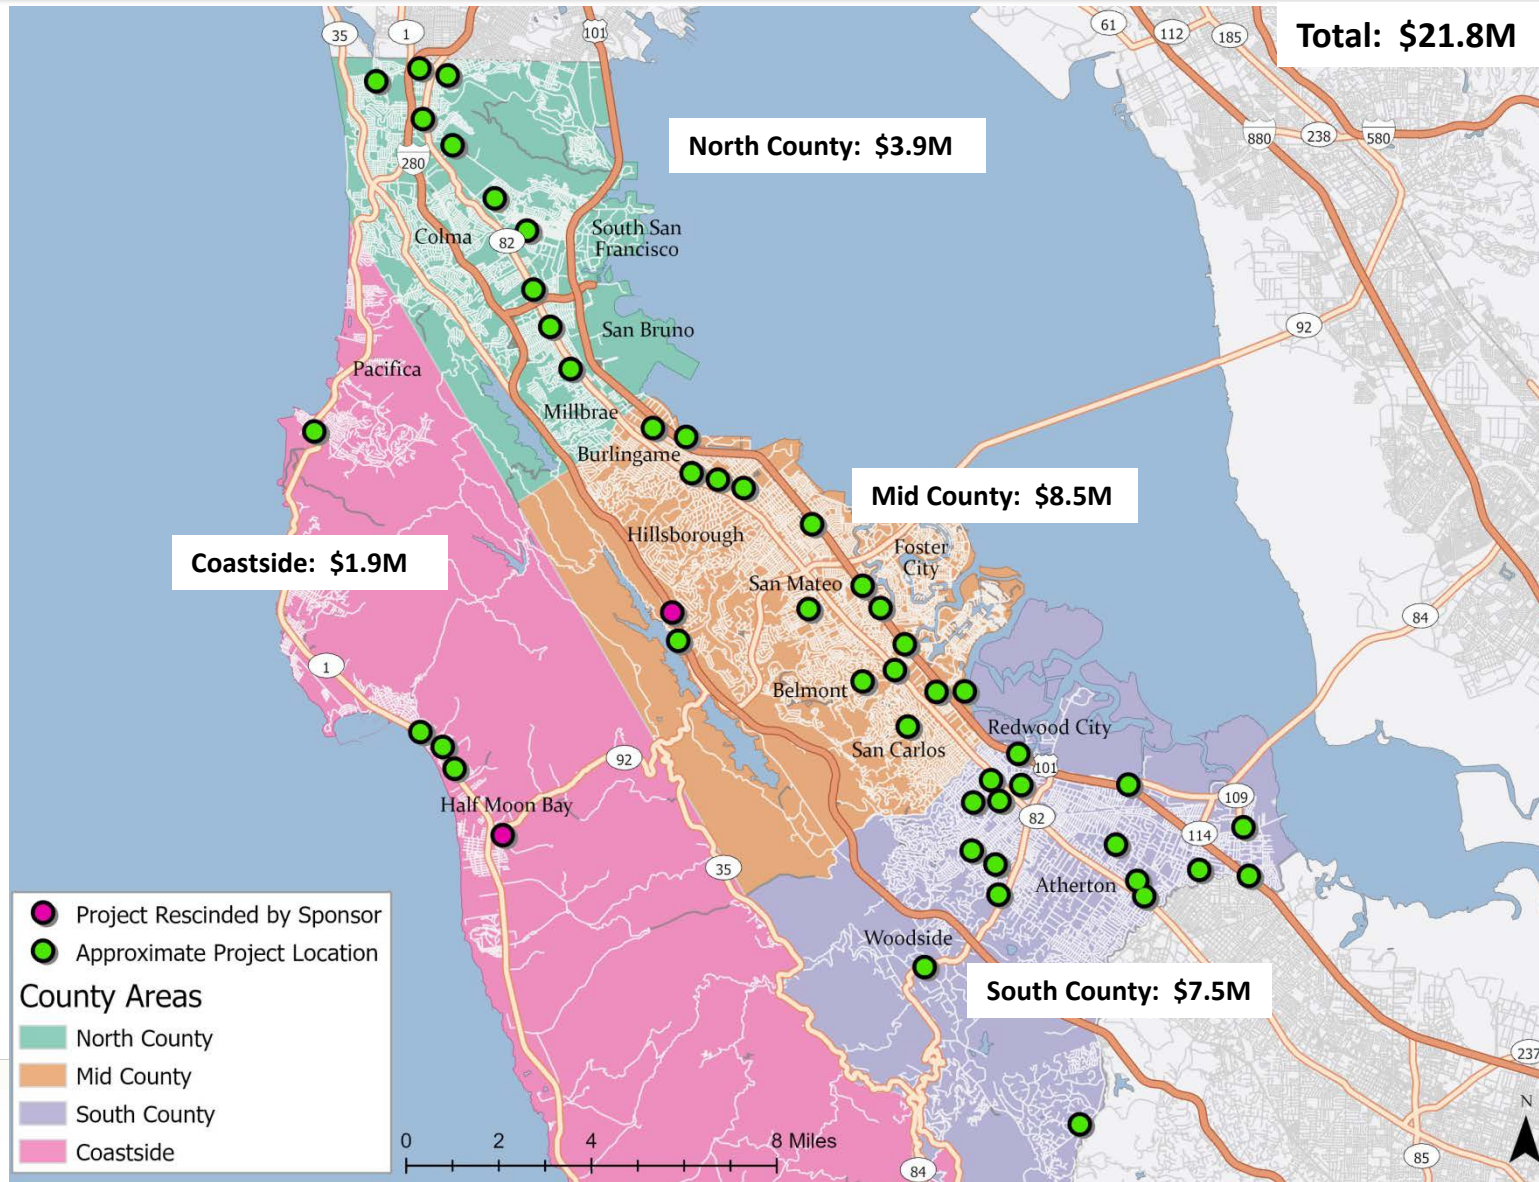 35
1
101
61
112
185
Total: $21.8M
880
238
580
North County: $3.9M
280
Colma
82
South San
Francisco
San Bruno
92
Pacifica
Millbrae
Burlingame
Mid County: $8.5M
Hillsborough
Foster
City
Coastside: $1.9M
San Mateo
84
1
Belmont
Redwood City
San Carlos
92
101
109
Half Moon Bay
82
114
35
Atherton
Woodside
South County: $7.5M
Project Rescinded by Sponsor
Approximate Project Location
County Areas
North County
Mid County
South County
Coastside
0 2 4 8 Miles
84
237
N
85